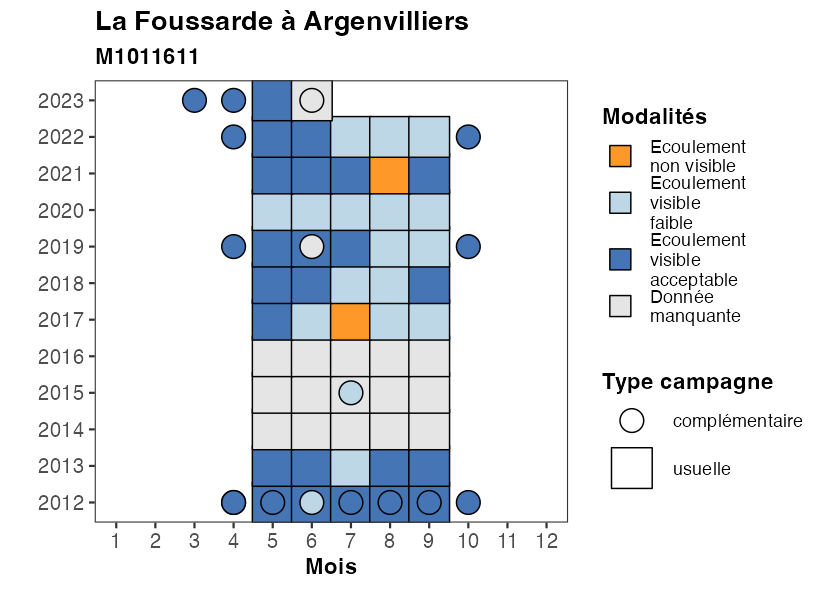 La Foussarde à Argenvilliers
M1011611
2023
2022
2021
2020
2019
2018
2017
2016
2015
2014
2013
2012
1 2 3 4 5 6 7 8 9 10 11 12
Mois
Modalités
Ecoulement
non visible
Ecoulement
visible
faible
Ecoulement
visible
acceptable
Donnée
manquante
Type campagne
complémentaire
usuelle